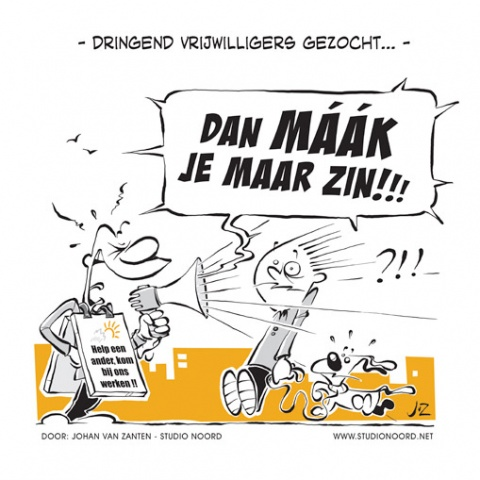 - DRINGEND VRIJWILLIGERS GEZOCHT... -
DAN MÁÁK
JE MAAR ZIN!!!
?!!
Help een
ander, kom
bij ons
werken !!
JvZ
DOOR: JOHAN VAN ZANTEN - STUDIO NOORD
WWW.STUDIONOORD.NET